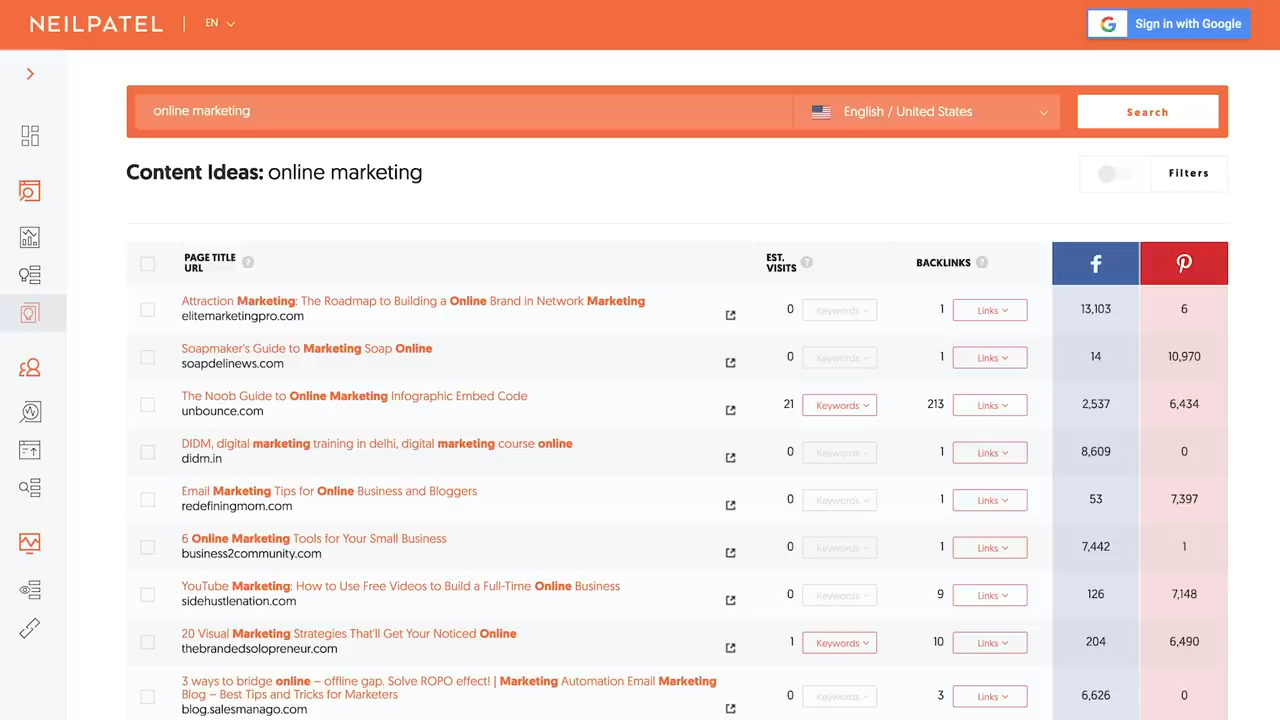 NEILPATEL
EN
Sign in with Google
online marketing
English / United States
Search
Content Ideas: online marketing
Filters
PAGE TITLE
URL
?
EST.
VISITS
?
BACKLINKS
?
Attraction Marketing: The Roadmap to Building a Online Brand in Network Marketing
elitemarketingpro.com
0
Keywords
1
Links
13,103
6
Soapmaker's Guide to Marketing Soap Online
soapdelinews.com
0
Keywords
1
Links
14
10,970
The Noob Guide to Online Marketing Infographic Embed Code
unbounce.com
21
Keywords
213
Links
2,537
6,434
DIDM, digital marketing training in delhi, digital marketing course online
didm.in
0
Keywords
1
Links
8,609
0
Email Marketing Tips for Online Business and Bloggers
redefiningmom.com
0
Keywords
1
Links
53
7,397
6 Online Marketing Tools for Your Small Business
business2community.com
0
Keywords
1
Links
7,442
1
YouTube Marketing: How to Use Free Videos to Build a Full-Time Online Business
sidehustlenation.com
0
Keywords
9
Links
126
7,148
20 Visual Marketing Strategies That'll Get Your Noticed Online
thebrandedsolopreneur.com
1
Keywords
10
Links
204
6,490
3 ways to bridge online – offline gap. Solve ROPO effect! | Marketing Automation Email Marketing
Blog – Best Tips and Tricks for Marketers
blog.salesmanago.com
0
Keywords
3
Links
6,626
0